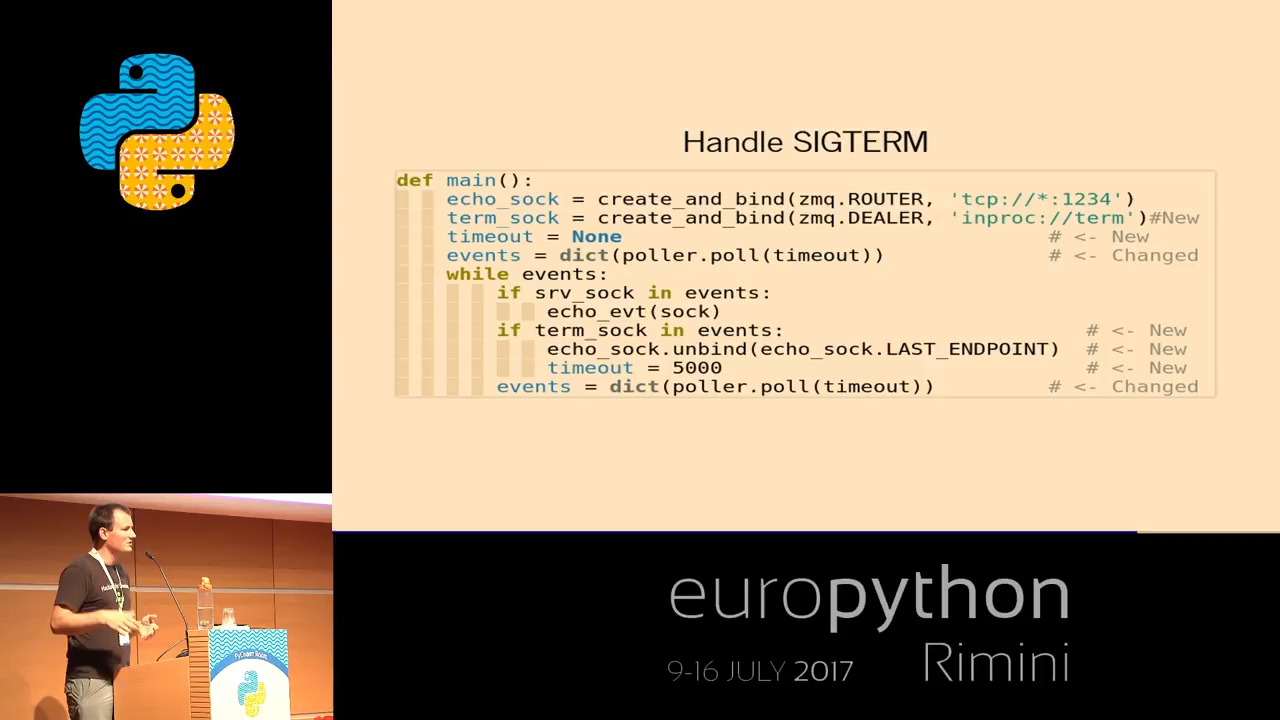 Handle SIGTERM
def main():
    echo_sock = create_and_bind(zmq.ROUTER, 'tcp://*:1234')
    term_sock = create_and_bind(zmq.DEALER, 'inproc://term')#New
    timeout = None                                  # <- New
    events = dict(poller.poll(timeout))             # <- Changed
    while events:
        if srv_sock in events:
            echo_evt(sock)
        if term_sock in events:                        # <- New
            echo_sock.unbind(echo_sock.LAST_ENDPOINT)  # <- New
            timeout = 5000                             # <- New
        events = dict(poller.poll(timeout))         # <- Changed
europython
Rimini
9-16 JULY 2017
PyCharm Room